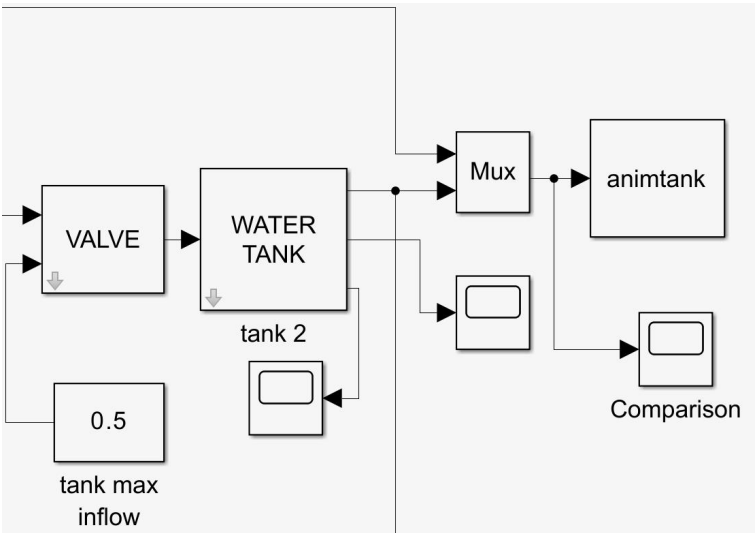 Mux
animtank
VALVE
WATER
TANK
tank 2
Comparison
0.5
tank max
inflow